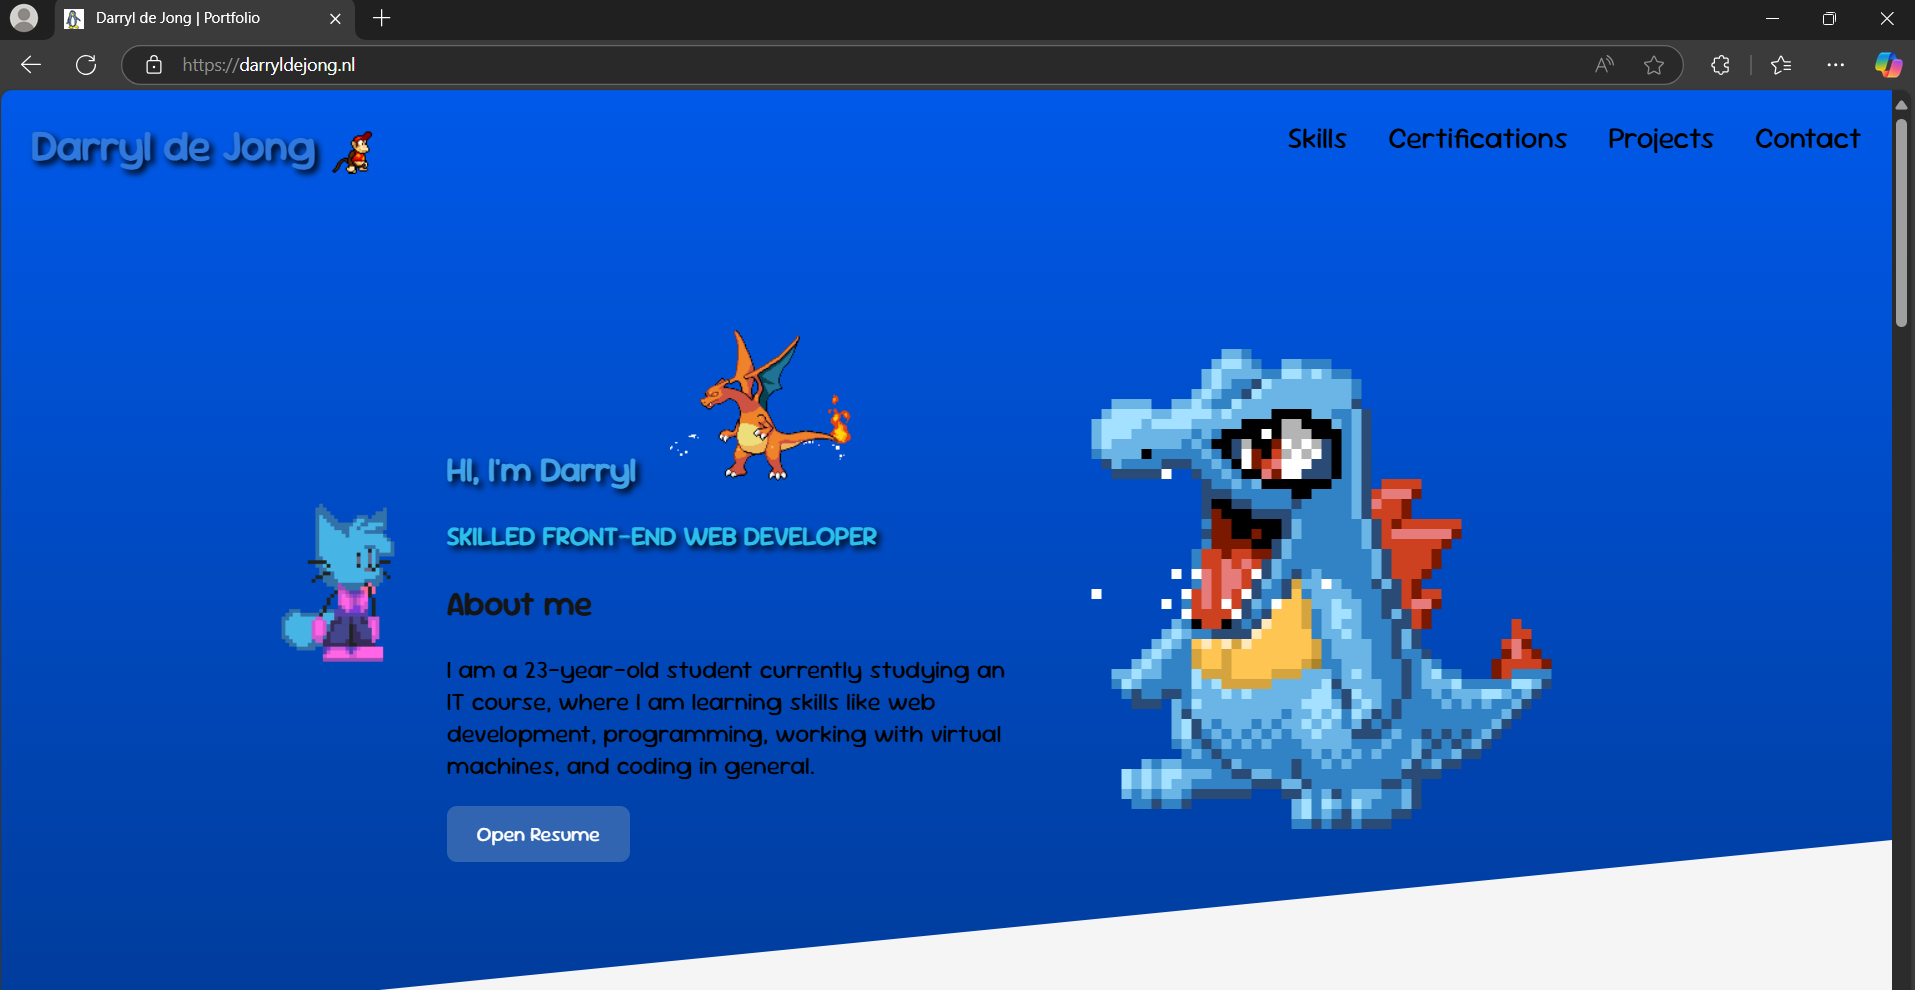 Darryl de Jong | Portfolio
https://darryldejong.nl
Darryl de Jong
Skills Certifications Projects Contact
HI, I'm Darryl
SKILLED FRONT-END WEB DEVELOPER
About me
I am a 23-year-old student currently studying an
IT course, where I am learning skills like web
development, programming, working with virtual
machines, and coding in general.
Open Resume